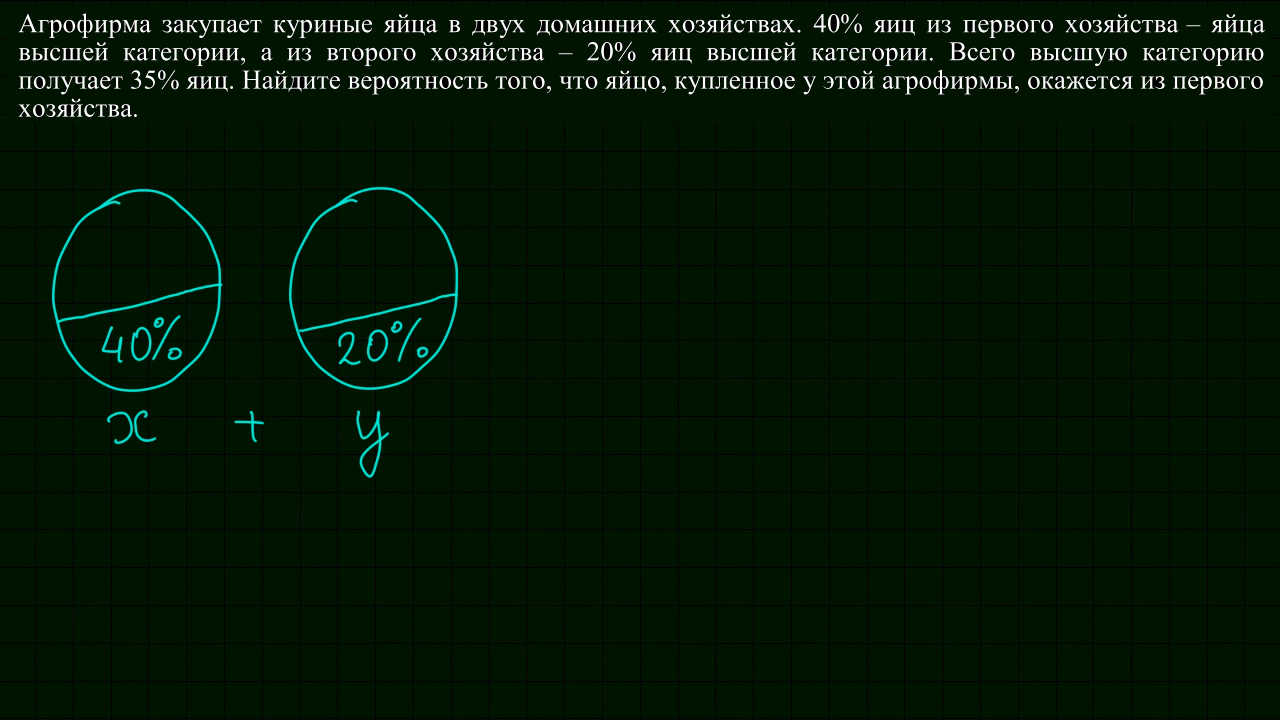 Агрофирма закупает куриные яйца в двух домашних хозяйствах. 40% яиц из первого хозяйства – яйца
высшей категории, а из второго хозяйства – 20% яиц высшей категории. Всего высшую категорию
получает 35% яиц. Найдите вероятность того, что яйцо, купленное у этой агрофирмы, окажется из первого
хозяйства.
40% 20%
x + y